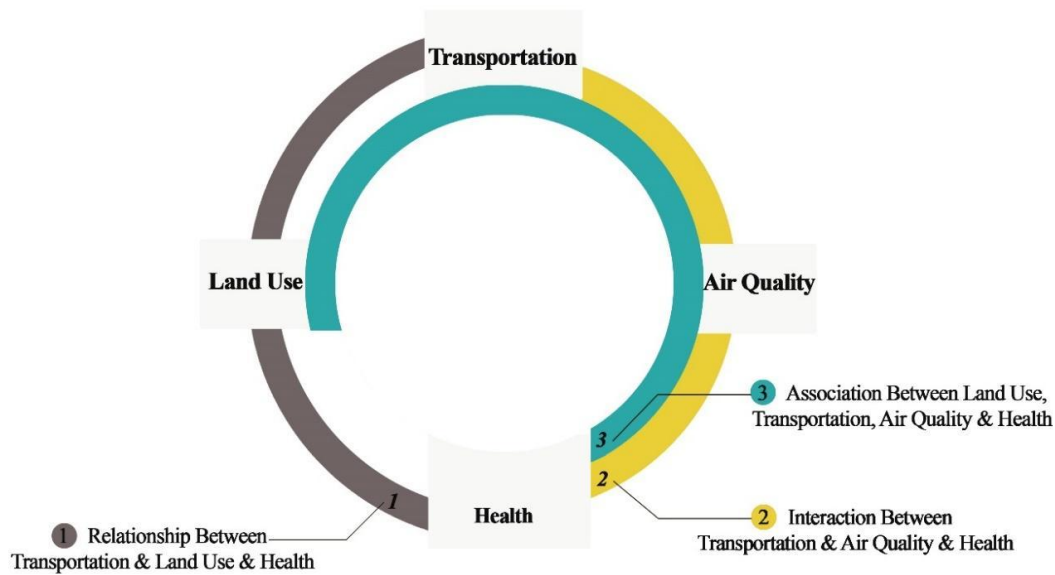 Transportation
Land Use
Air Quality
3 Association Between Land Use,
Transportation, Air Quality & Health
3
2
1
Health
1 Relationship Between
Transportation & Land Use & Health
2 Interaction Between
Transportation & Air Quality & Health